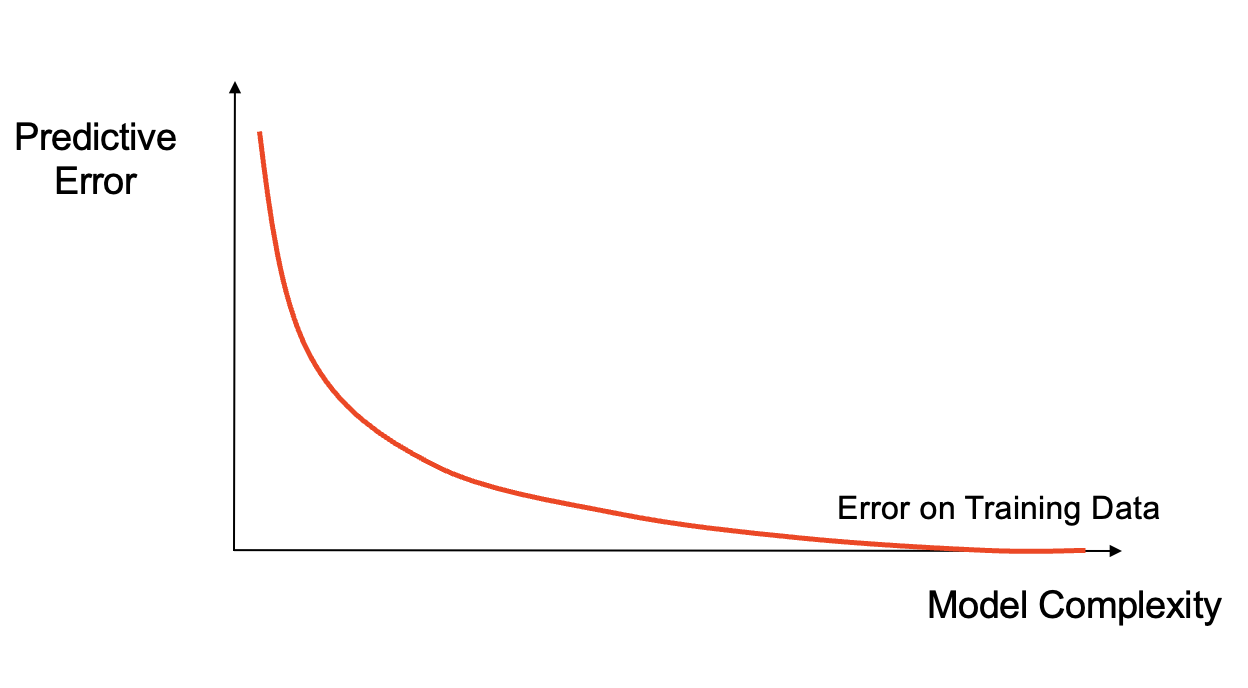 Predictive
Error
Error on Training Data
Model Complexity